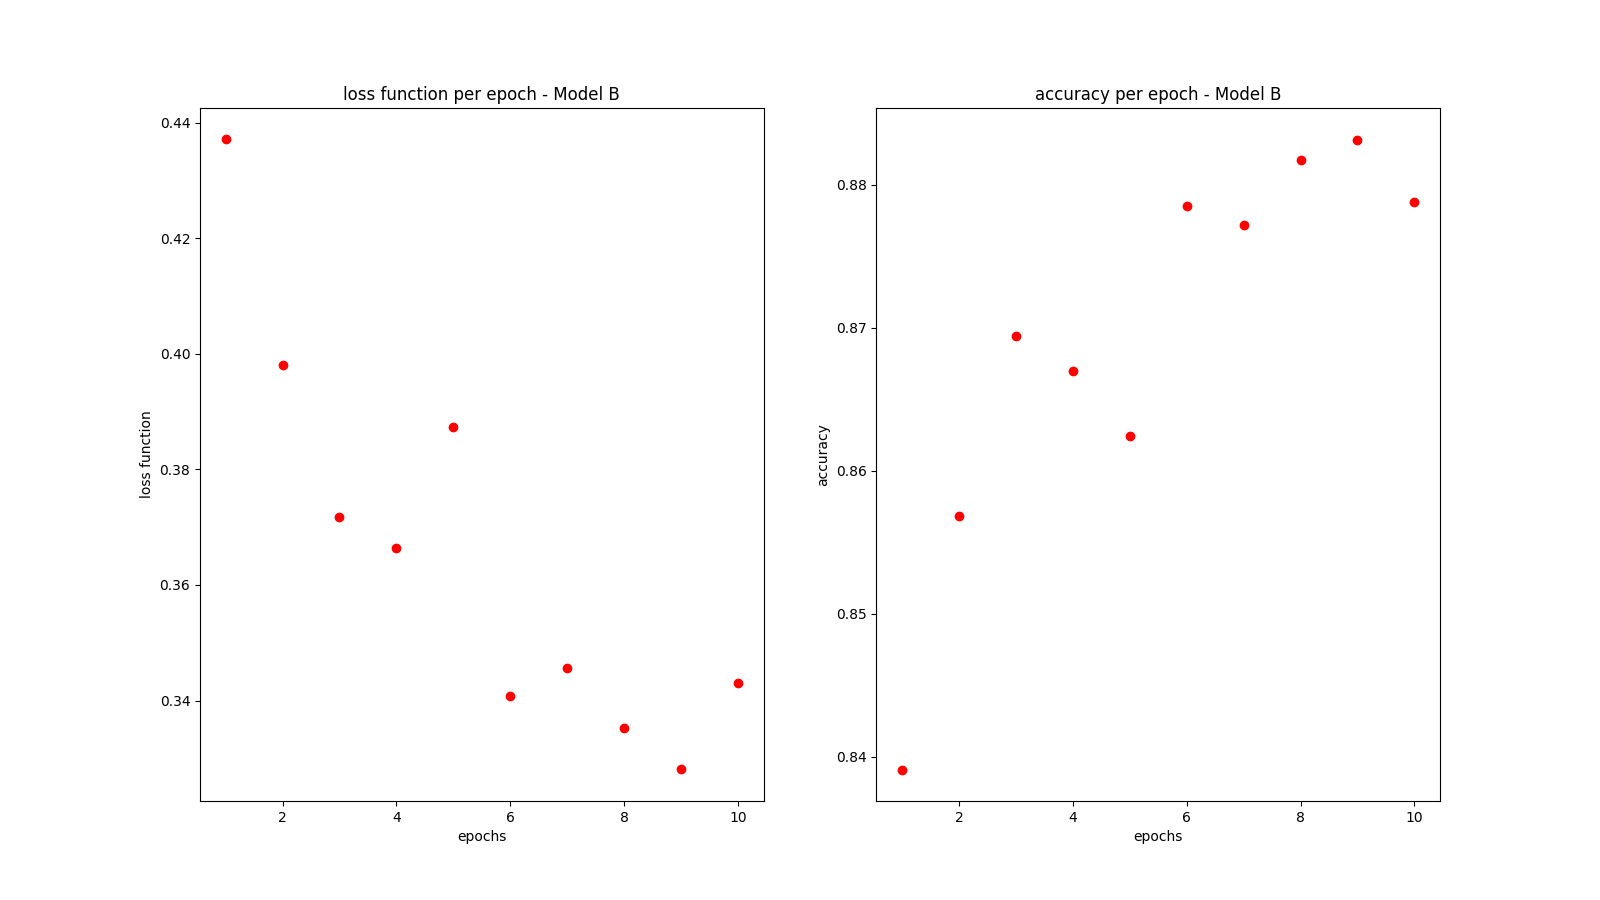 loss function per epoch - Model B
loss function
0.44
0.42
0.40
0.38
0.36
0.34
2 4 6 8 10
epochs
accuracy per epoch - Model B
accuracy
0.88
0.87
0.86
0.85
0.84
2 4 6 8 10
epochs